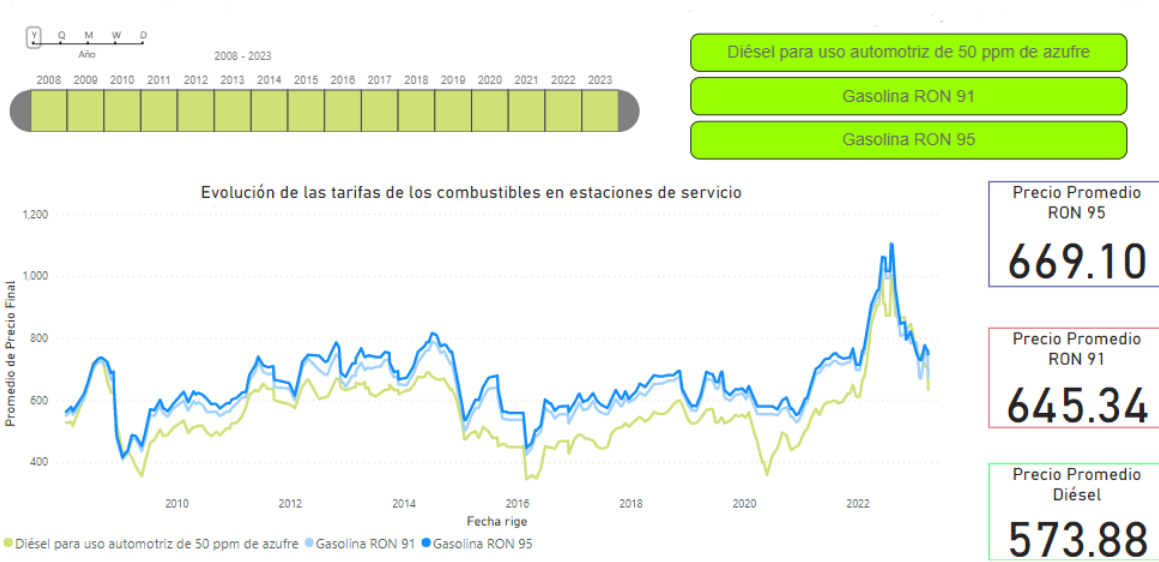 Y Q M W D
Año
2008 - 2023
2008 2009 2010 2011 2012 2013 2014 2015 2016 2017 2018 2019 2020 2021 2022 2023
Diésel para uso automotriz de 50 ppm de azufre
Gasolina RON 91
Gasolina RON 95
Evolución de las tarifas de los combustibles en estaciones de servicio
Promedio de Precio Final
1,200
1,000
800
600
400
2010 2012 2014 2016 2018 2020 2022
Fecha rige
Diésel para uso automotriz de 50 ppm de azufre Gasolina RON 91 Gasolina RON 95
Precio Promedio
RON 95
669.10
Precio Promedio
RON 91
645.34
Precio Promedio
Diésel
573.88